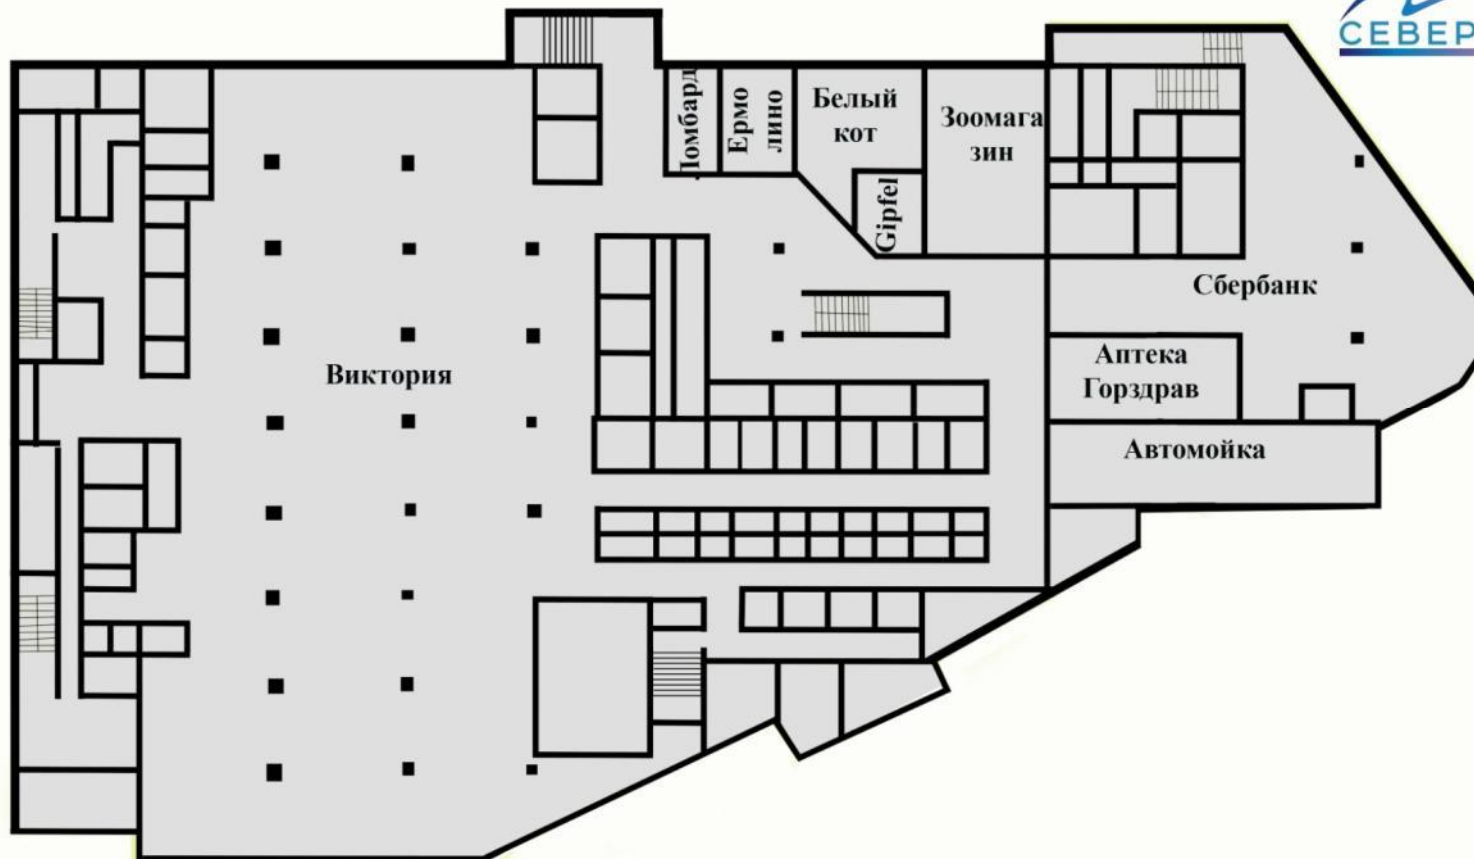 СЕВЕР
Ломбард
Ермо
лино
Белый
кот
Gipfel
Зоомага
зин
Сбербанк
Виктория
Аптека
Горздрав
Автомойка